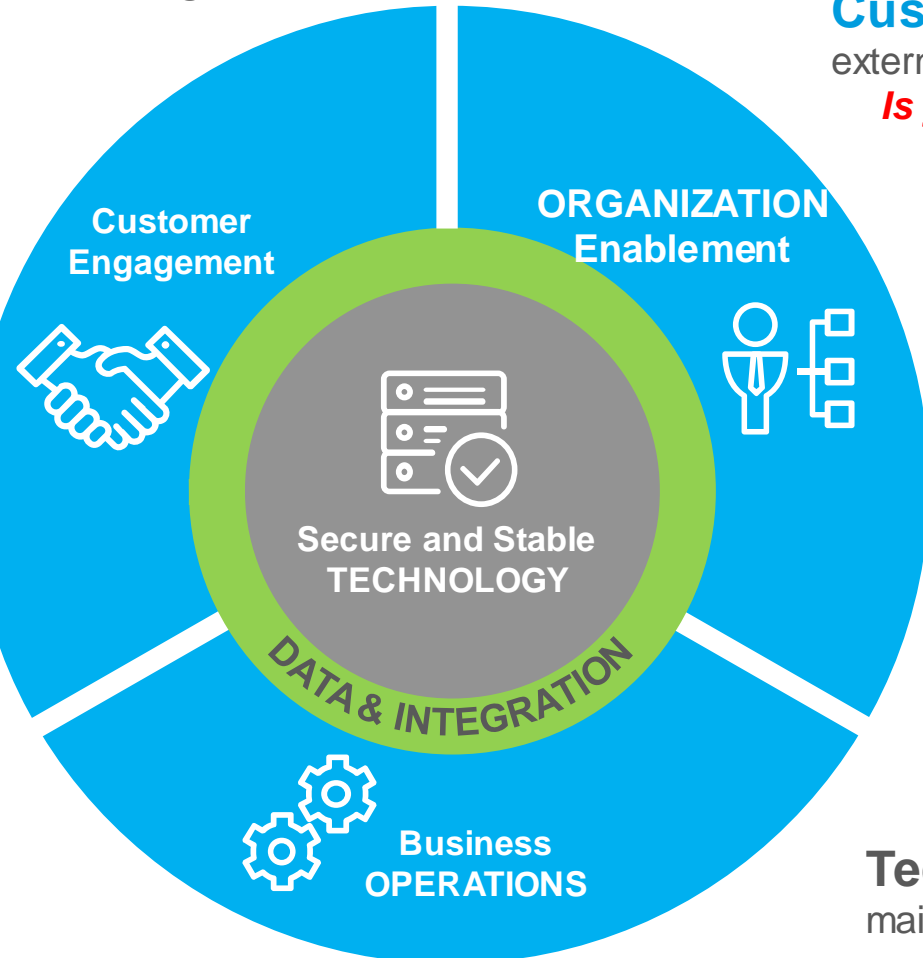 Customer
Engagement
ORGANIZATION
Enablement
Secure and Stable
TECHNOLOGY
DATA & INTEGRATION
Business
OPERATIONS
Cus
extern
Is
Te
mai